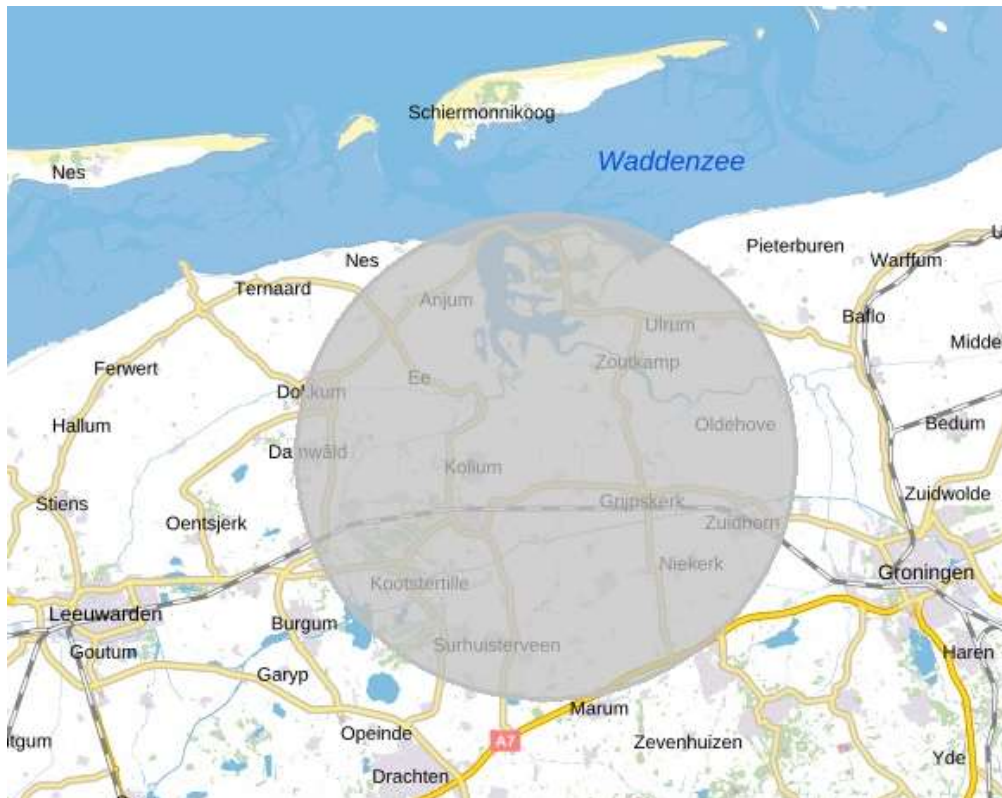 Schiermonnikoog
Waddenzee
Nes
Pieterburen
Warffum
Nes
Ternaard
Anjum
Baflo
Ulrum
Midde
Zoutkamp
Ferwert
Ee
Dokkum
Hallum
Oldehove
Bedum
Damwâld
Kollum
Stiens
Grijpskerk
Zuidwolde
Oentsjerk
Zuidhorn
Niekerk
Groningen
Kootstertille
Leeuwarden
Burgum
Surhuisterveen
Goutum
Haren
Garyp
Marum
Opeinde
A7
Zevenhuizen
itgum
Yde
Drachten